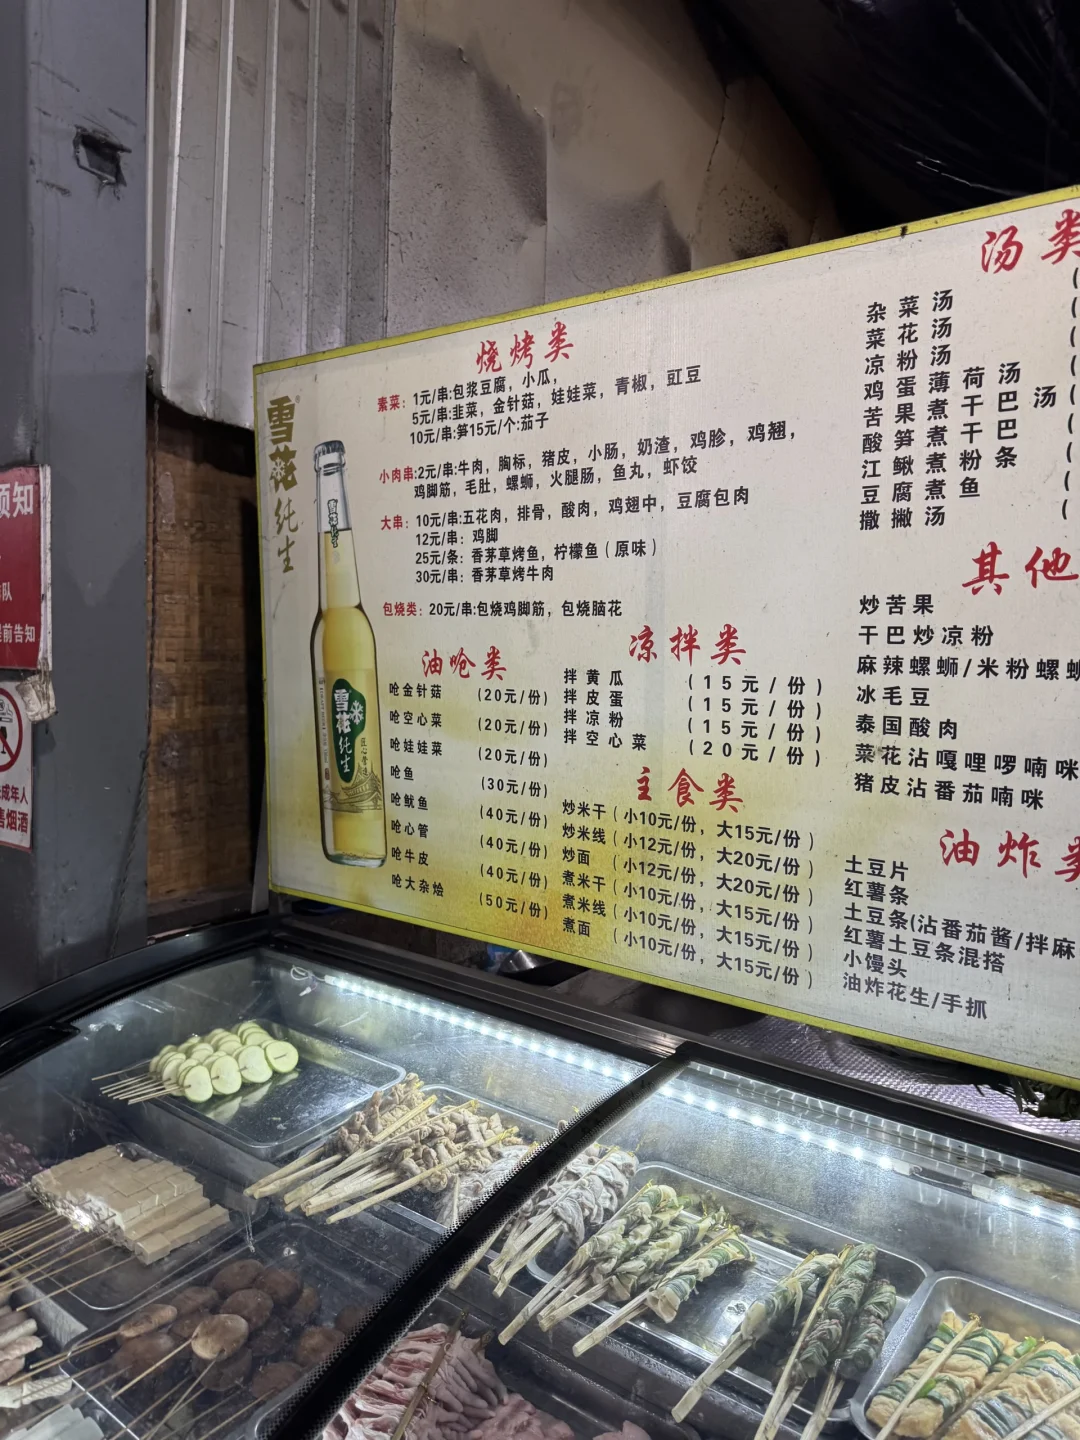 雪花纯生
烧烤类
素菜：1元/串:包浆豆腐，小瓜，
5元/串:韭菜，金针菇，娃娃菜，青椒，豇豆
10元/串:笋15元/个:茄子
小肉串:2元/串:牛肉，胸标，猪皮，小肠，奶渣，鸡胗，鸡翅，
鸡脚筋，毛肚，螺蛳，火腿肠，鱼丸，虾饺
大串：10元/串:五花肉，排骨，酸肉，鸡翅中，豆腐包肉
12元/串：鸡脚
25元/条：香茅草烤鱼，柠檬鱼（原味）
30元/串：香茅草烤牛肉
包烧类：20元/串:包烧鸡脚筋，包烧脑花
油呛类
呛金针菇 (20元/份)
呛空心菜 (20元/份)
呛娃娃菜 (20元/份)
呛鱼 (30元/份)
呛鱿鱼 (40元/份)
呛心管 (40元/份)
呛牛皮 (40元/份)
呛大杂烩 (50元/份)
凉拌类
拌黄瓜 (15元/份)
拌皮蛋 (15元/份)
拌凉粉 (15元/份)
拌空心菜 (20元/份)
主食类
炒米干（小10元/份，大15元/份）
炒米线（小12元/份，大20元/份）
炒面（小12元/份，大20元/份）
煮米干（小10元/份，大15元/份）
煮米线（小10元/份，大15元/份）
煮面（小10元/份，大15元/份）
汤类
杂菜汤
菜花汤
凉粉汤
鸡蛋薄荷汤
苦果煮干巴汤
酸笋煮干巴
江鳅煮粉条
豆腐煮鱼
撒撇汤
其他
炒苦果
干巴炒凉粉
麻辣螺蛳/米粉螺蛳
冰毛豆
泰国酸肉
菜花沾嘎哩啰喃咪
猪皮沾番茄喃咪
油炸类
土豆片
红薯条
土豆条(沾番茄酱/拌麻
红薯土豆条混搭
小馒头
油炸花生/手抓
雪花纯生
匠心营造
须知
队
前告知
成年人
售烟酒